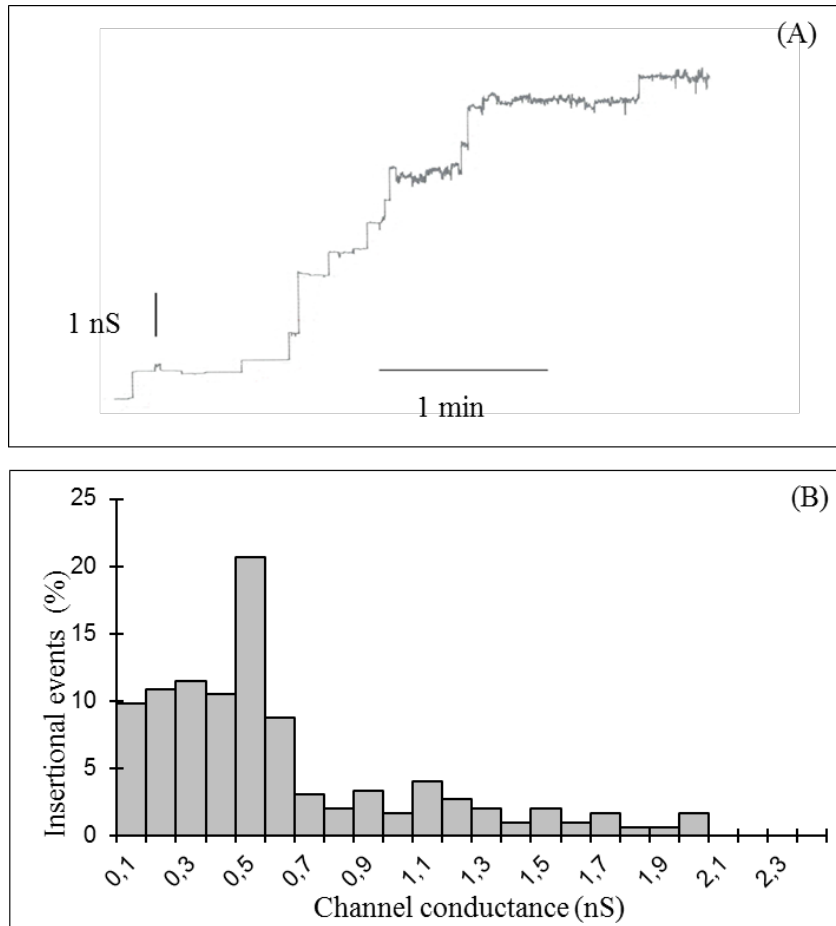 (A)
1 nS
1 min
(B)
25
20
15
10
5
0
Insertional events (%)
0,1 0,3 0,5 0,7 0,9 1,1 1,3 1,5 1,7 1,9 2,1 2,3
Channel conductance (nS)